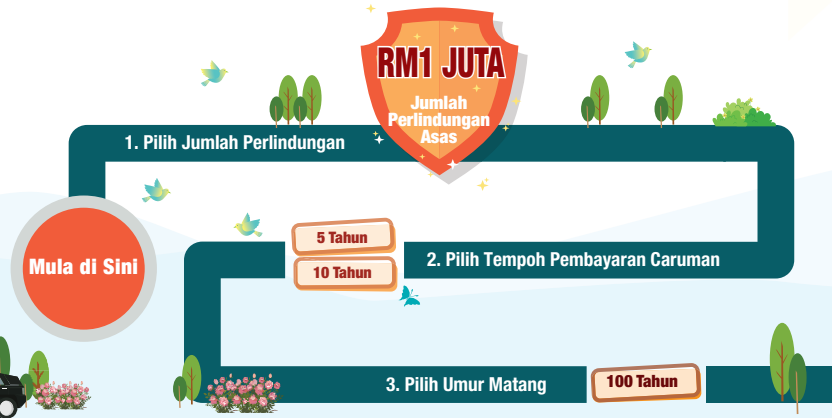 RM1 JUTA
Jumlah
Perlindungan
Asas
1. Pilih Jumlah Perlindungan
Mula di Sini
5 Tahun
10 Tahun
2. Pilih Tempoh Pembayaran Caruman
3. Pilih Umur Matang
100 Tahun